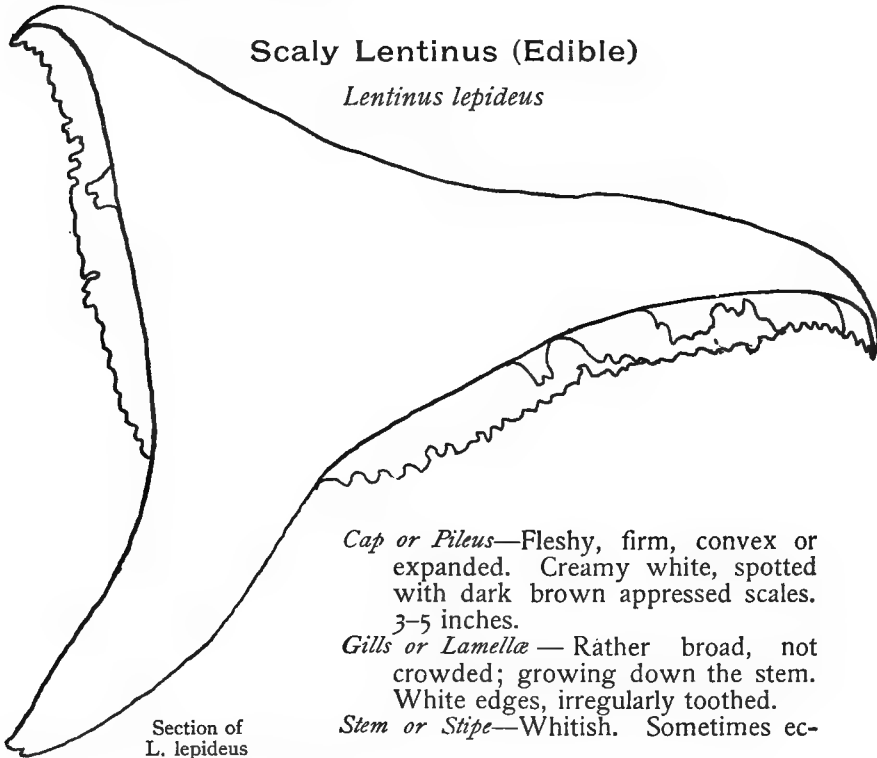 Scaly Lentinus (Edible)
Lentinus lepideus
Cap or Pileus—Fleshy, firm, convex or
expanded. Creamy white, spotted
with dark brown appressed scales.
3–5 inches.
Gills or Lamellæ — Rather broad, not
crowded; growing down the stem.
White edges, irregularly toothed.
Stem or Stipe—Whitish. Sometimes ec-
Section of
L. lepideus